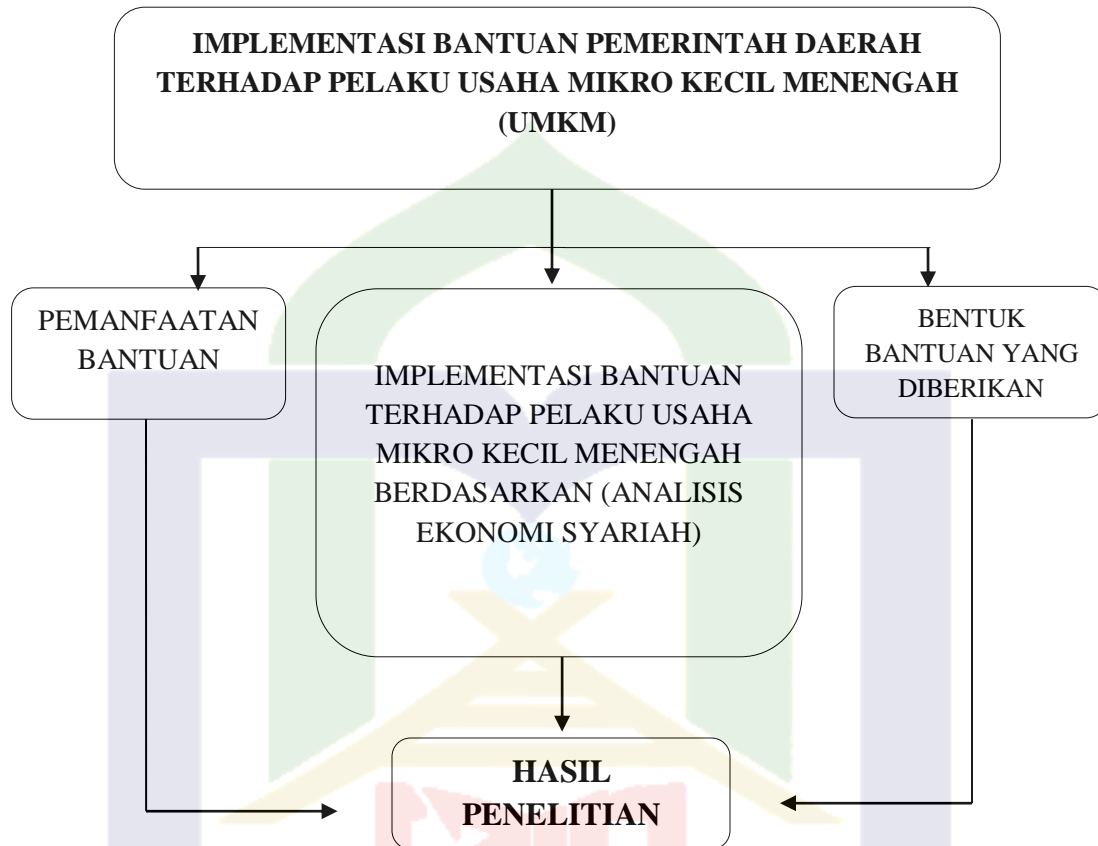 IMPLEMENTASI BANTUAN PEMERINTAH DAERAH
TERHADAP PELAKU USAHA MIKRO KECIL MENENGAH
(UMKM)
PEMANFAATAN
BANTUAN
IMPLEMENTASI BANTUAN
TERHADAP PELAKU USAHA
MIKRO KECIL MENENGAH
BERDASARKAN (ANALISIS
EKONOMI SYARIAH)
BENTUK
BANTUAN YANG
DIBERIKAN
HASIL
PENELITIAN